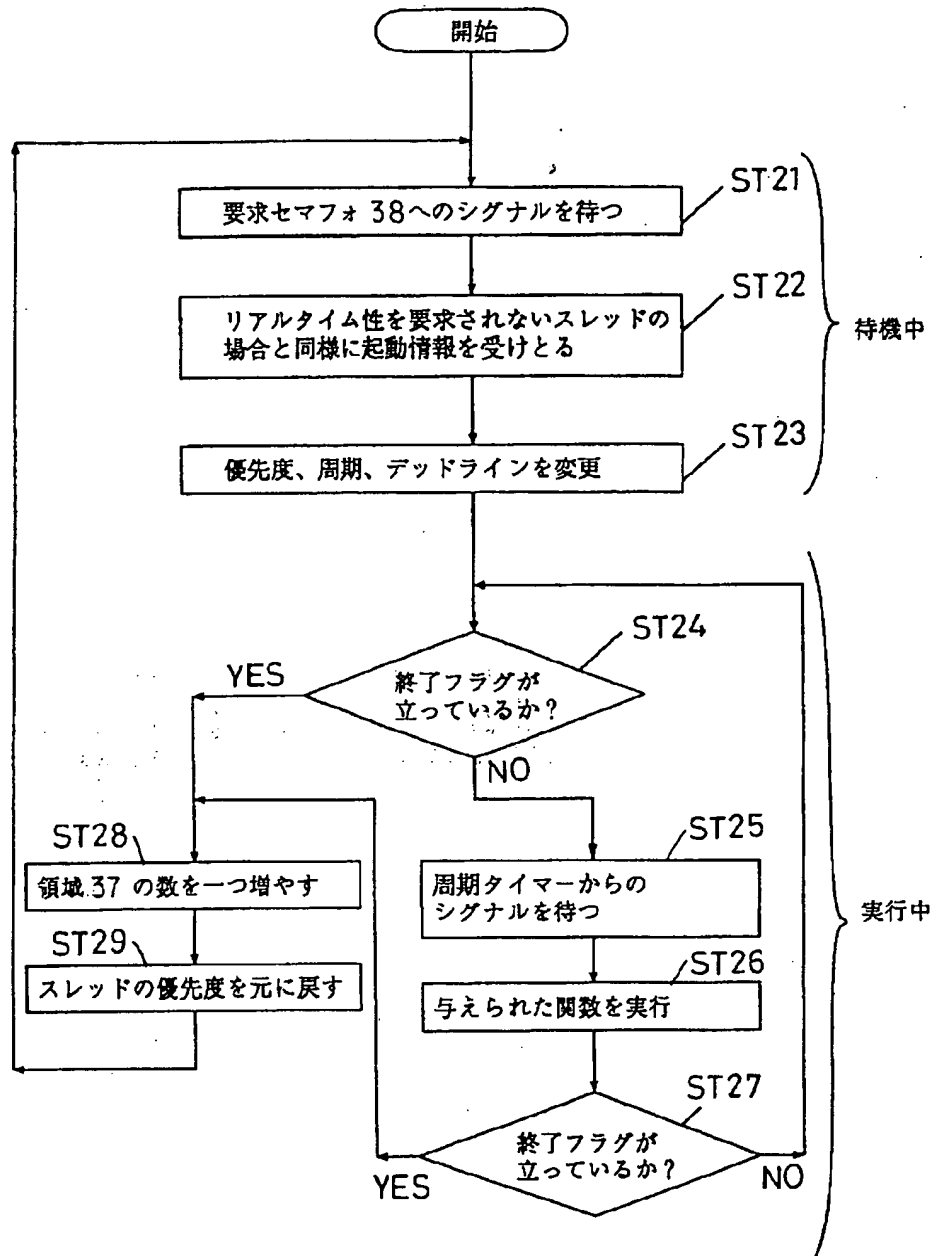 開始
ST21
要求セマフォ 38へのシグナルを待つ
ST22
リアルタイム性を要求されないスレッドの
場合と同様に起動情報を受けとる
待機中
ST23
優先度、周期、デッドラインを変更
ST24
YES
終了フラグが
立っているか?
NO
ST28
領域 37 の数を一つ増やす
ST25
周期タイマーからの
シグナルを待つ
実行中
ST29
スレッドの優先度を元に戻す
ST26
与えられた関数を実行
ST27
終了フラグが
立っているか?
YES
NO